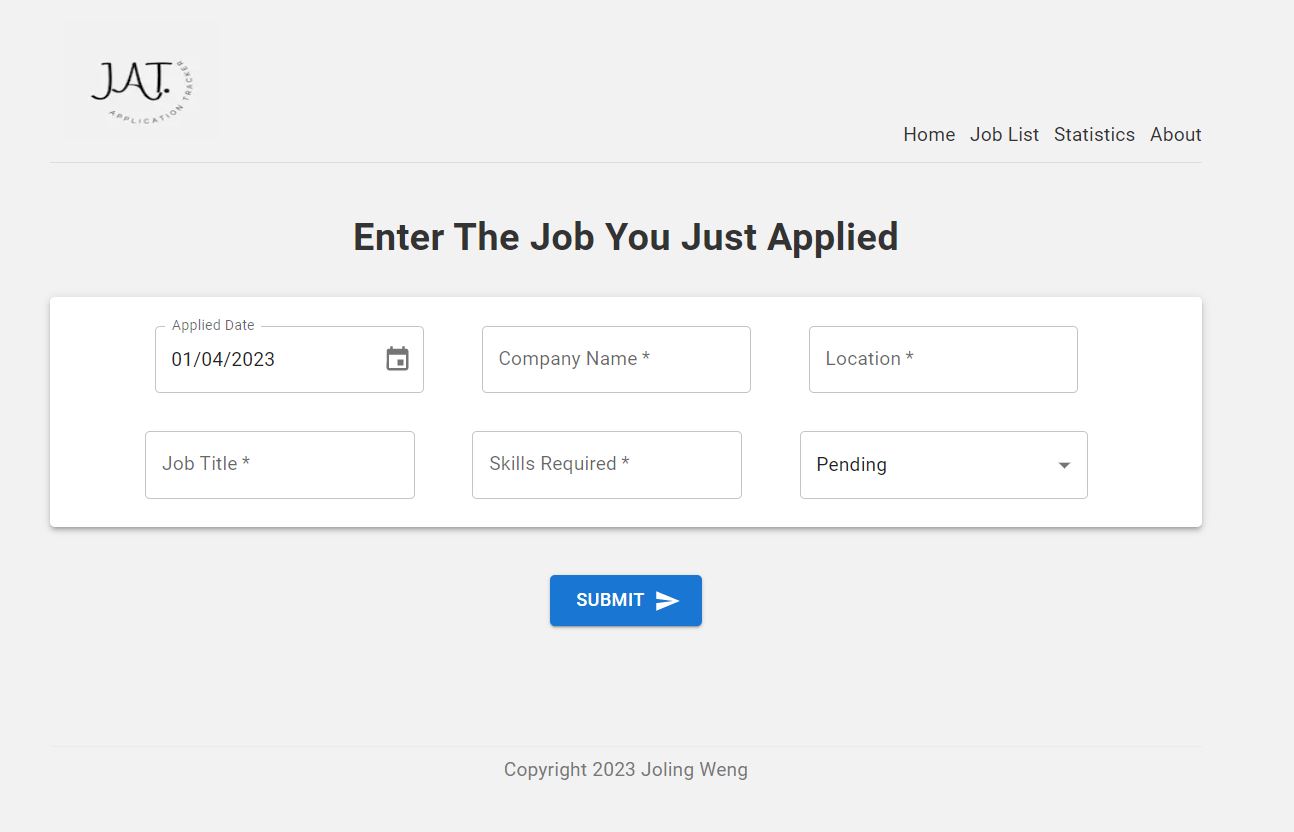 JAT.
APPLICATION TRACKER
Home Job List Statistics About
Enter The Job You Just Applied
Applied Date
01/04/2023
Company Name *
Location *
Job Title *
Skills Required *
Pending
SUBMIT
Copyright 2023 Joling Weng